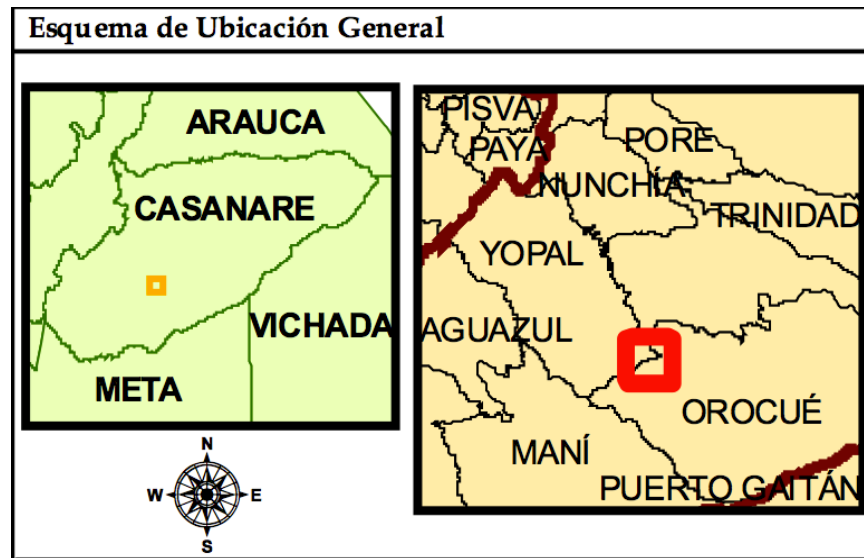 Esquema de Ubicación General
ARAUCA
CASANARE
VICHADA
META
N
W E
S
PISVA
PORE
PAYA
NUNCHÍA
TRINIDAD
YOPAL
AGUAZUL
OROCUÉ
MANÍ
PUERTO GAITÁN